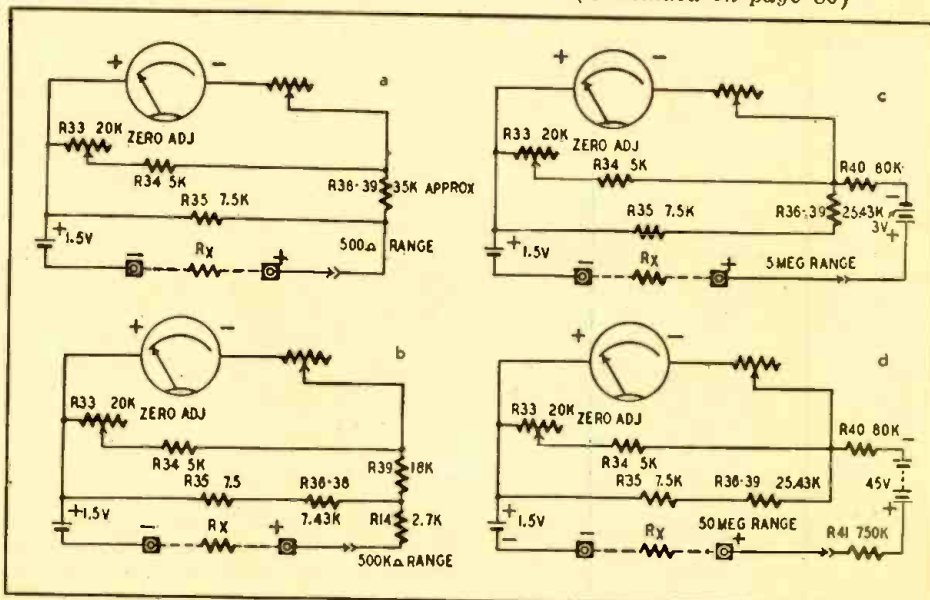 +
−
a
R33 20K
ZERO ADJ
R34 5K
R38-39
35K APPROX
R35 7.5K
500Ω RANGE
+
1.5V
−
RX
+
+
−
c
R33 20K
ZERO ADJ
R34 5K
R40 80K
R35 7.5K
R36-39
25.43K
−
3V
+
+
1.5V
−
RX
+
5 MEG RANGE
+
−
b
R33 20K
ZERO ADJ
R34 5K
R39
18K
R35 7.5
R36-38
7.43K
R14
2.7K
+
1.5V
−
RX
+
500KΩ RANGE
+
−
d
R33 20K
ZERO ADJ
R34 5K
R40 80K
R35 7.5K
R36-39 25.43K
−
45V
+
+
1.5V
−
−
RX
50 MEG RANGE
+
R41 750K